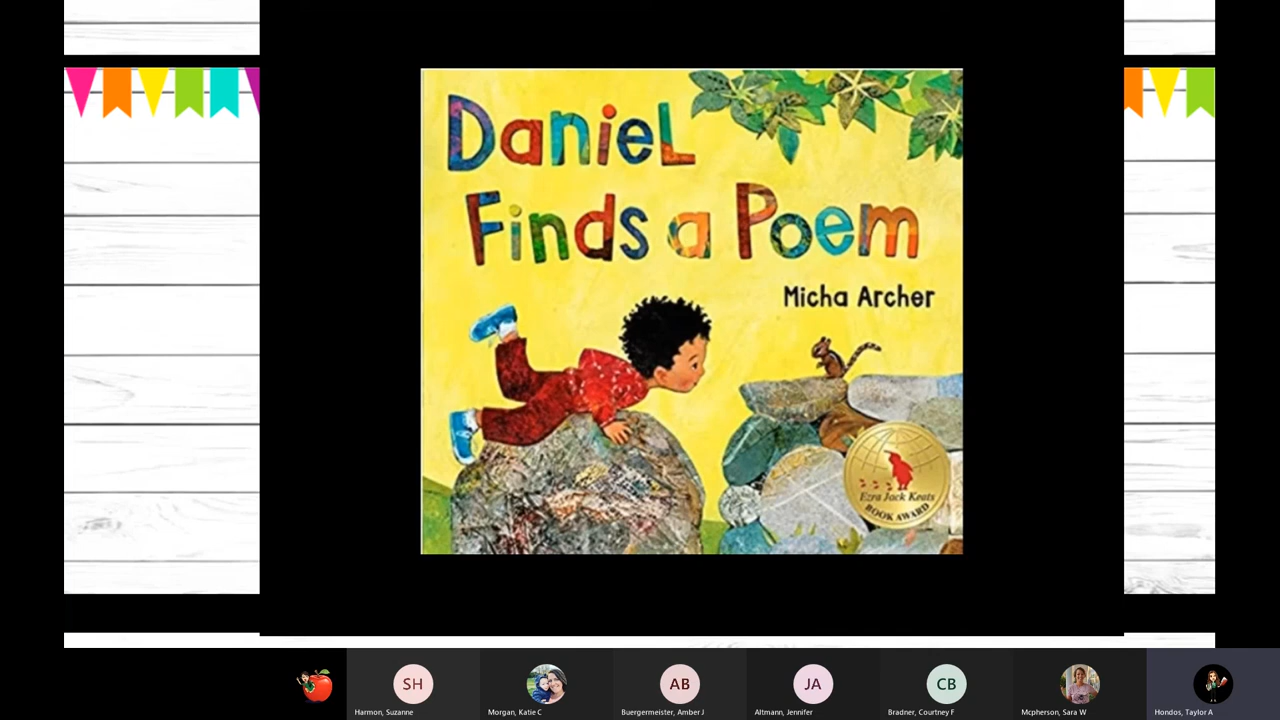 Daniel
Finds a Poem
Micha Archer
Ezra Jack Keats
BOOK AWARD
SH
AB
JA
CB
Harmon, Suzanne
Morgan, Katie C
Buergermeister, Amber J
Altmann, Jennifer
Bradner, Courtney F
Mcpherson, Sara W
Hondos, Taylor A